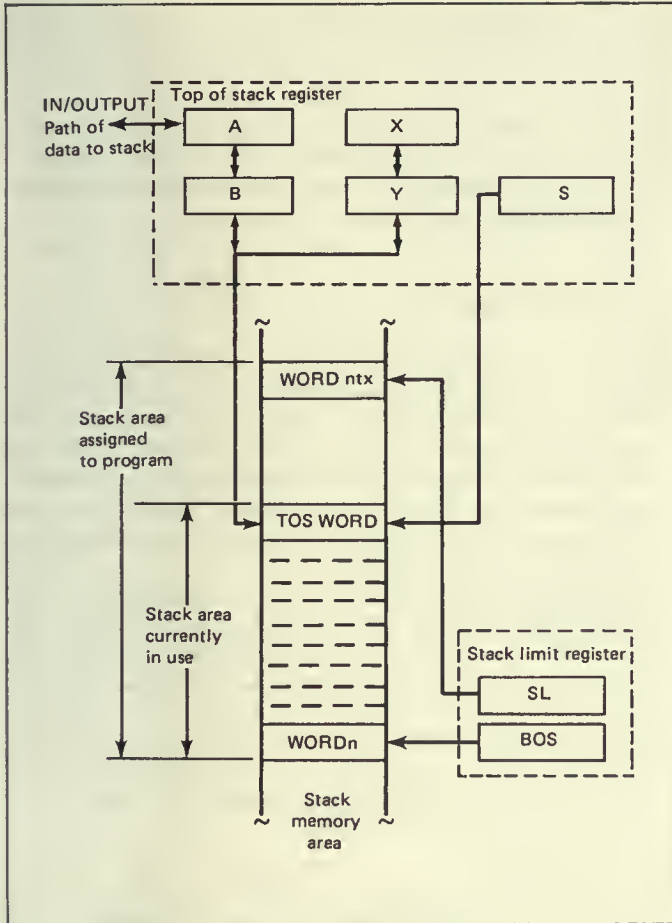 Top of stack register
IN/OUTPUT
Path of
data to stack
A
X
B
Y
S
WORD ntx
Stack area
assigned
to program
TOS WORD
Stack area
currently
in use
Stack limit register
SL
BOS
WORDn
Stack
memory
area